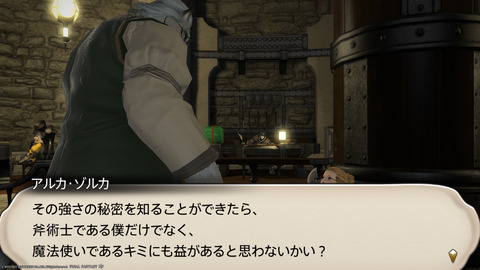 アルカ・ゾルカ
その強さの秘密を知ることができたら、
斧術士である僕だけでなく、
魔法使いであるキミにも益があると思わないかい？